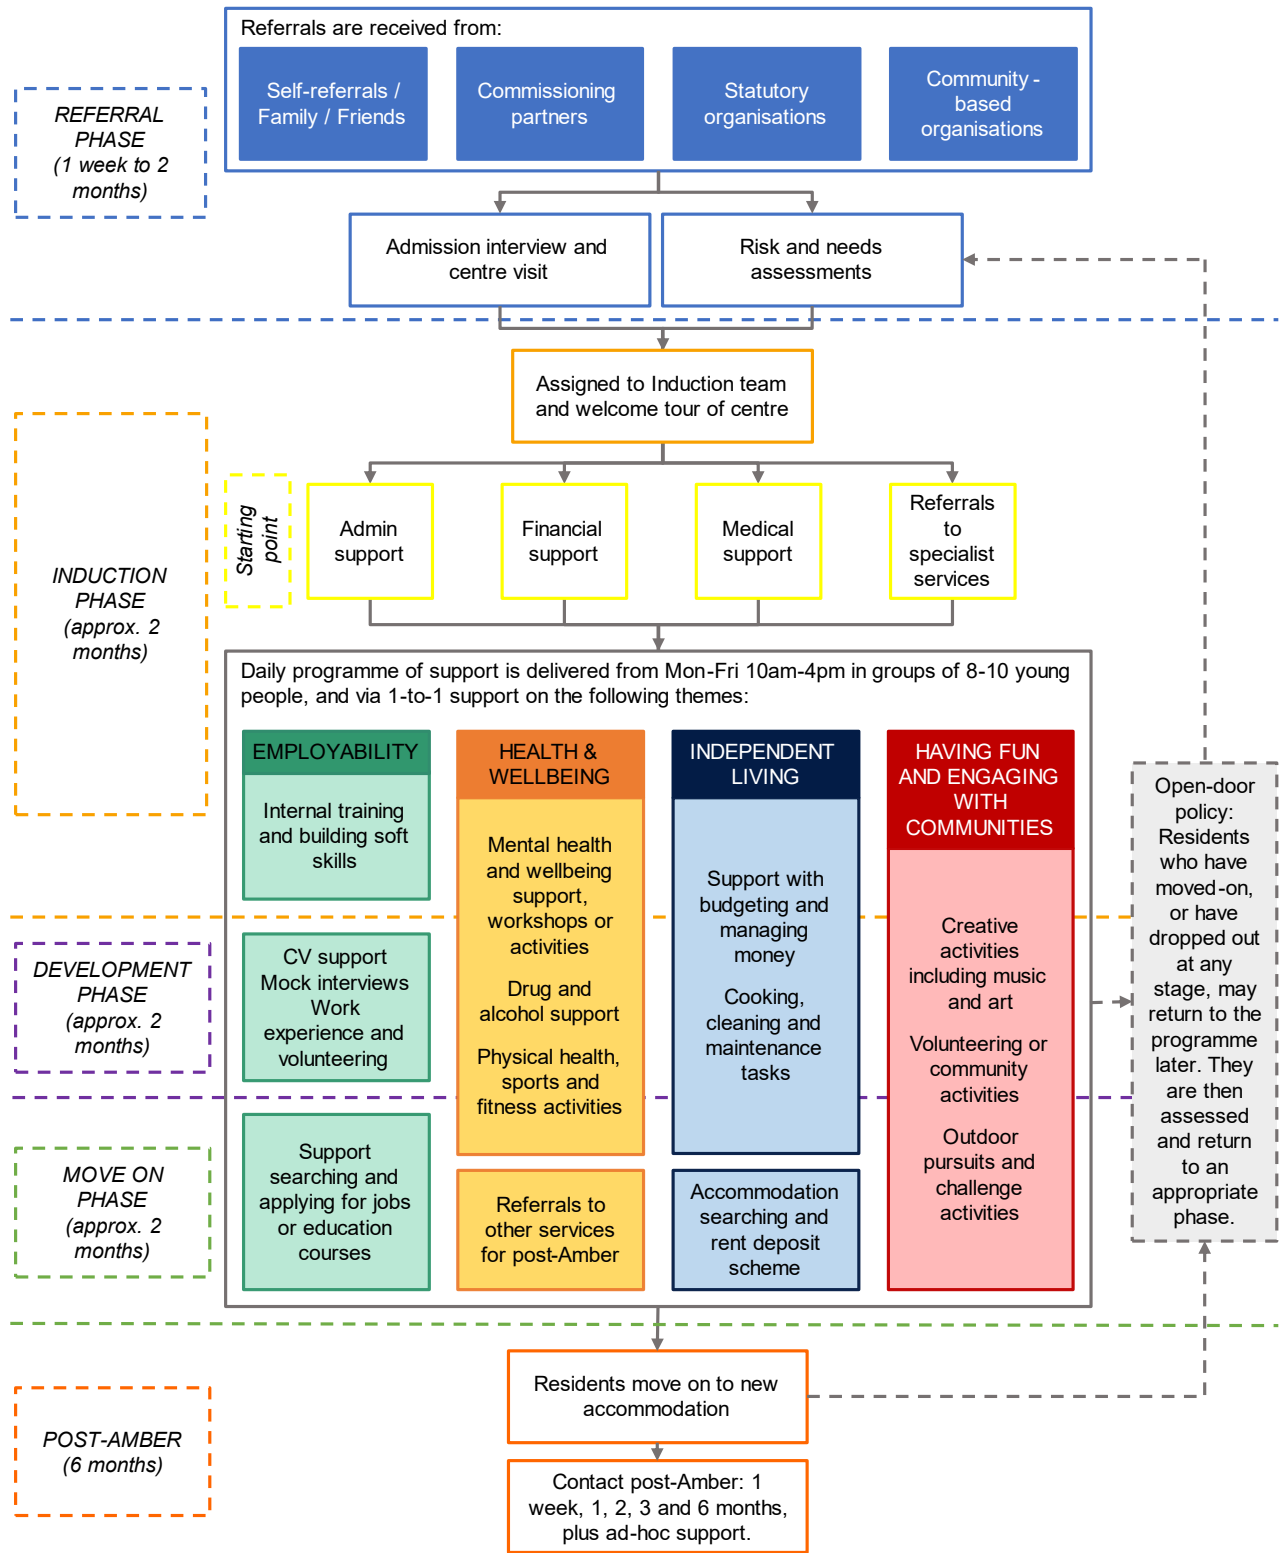 Referrals are received from:
Self-referrals /
Family / Friends
Commissioning
partners
Statutory
organisations
Community-
based
organisations
REFERRAL
PHASE
(1 week to 2
months)
Admission interview and
centre visit
Risk and needs
assessments
Assigned to Induction team
and welcome tour of centre
INDUCTION
PHASE
(approx. 2
months)
Starting
point
Admin
support
Financial
support
Medical
support
Referrals
to
specialist
services
Daily programme of support is delivered from Mon-Fri 10am-4pm in groups of 8-10 young
people, and via 1-to-1 support on the following themes:
EMPLOYABILITY
Internal training
and building soft
skills
CV support
Mock interviews
Work
experience and
volunteering
Support
searching and
applying for jobs
or education
courses
HEALTH &
WELLBEING
Mental health
and wellbeing
support,
workshops or
activities
Drug and
alcohol support
Physical health,
sports and
fitness activities
Referrals to
other services
for post-Amber
INDEPENDENT
LIVING
Support with
budgeting and
managing
money
Cooking,
cleaning and
maintenance
tasks
Accommodation
searching and
rent deposit
scheme
HAVING FUN
AND ENGAGING
WITH
COMMUNITIES
Creative
activities
including music
and art
Volunteering or
community
activities
Outdoor
pursuits and
challenge
activities
Open-door
policy:
Residents
who have
moved-on,
or have
dropped out
at any
stage, may
return to the
programme
later. They
are then
assessed
and return
to an
appropriate
phase.
DEVELOPMENT
PHASE
(approx. 2
months)
MOVE ON
PHASE
(approx. 2
months)
Residents move on to new
accommodation
POST-AMBER
(6 months)
Contact post-Amber: 1
week, 1, 2, 3 and 6 months,
plus ad-hoc support.